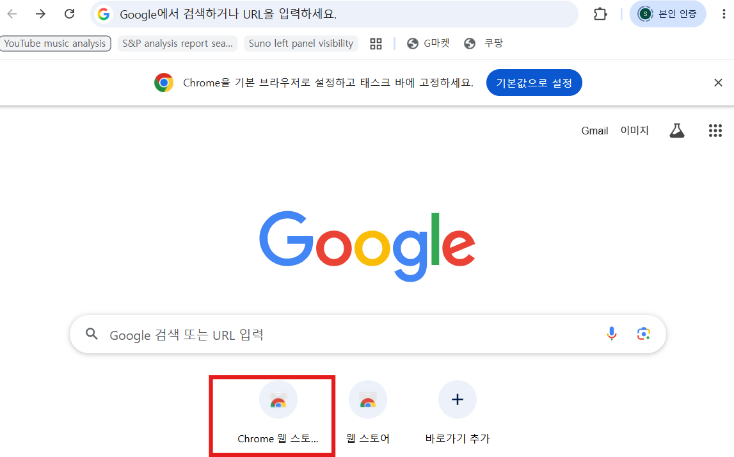 Google에서 검색하거나 URL을 입력하세요.
S
본인 인증
YouTube music analysis
S&P analysis report sea...
Suno left panel visibility
G마켓
쿠팡
Chrome을 기본 브라우저로 설정하고 태스크 바에 고정하세요.
기본값으로 설정
Gmail
이미지
Google
Google 검색 또는 URL 입력
Chrome 웹 스토...
웹 스토어
바로가기 추가